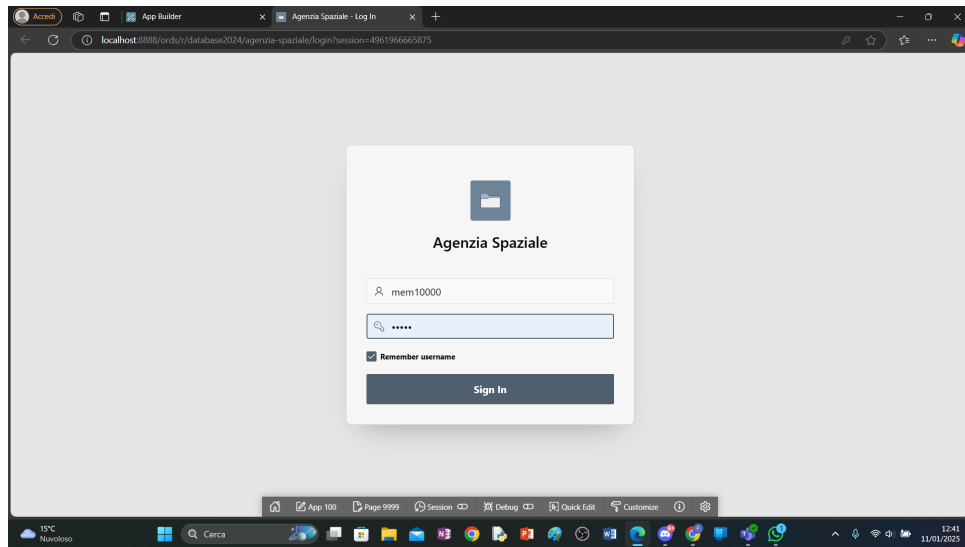 Accedi
App Builder
Agenzia Spaziale - Log In
localhost:8888/ords/r/database2024/agenzia-spaziale/login?session=4961966665875
Agenzia Spaziale
mem10000
•••••
Remember username
Sign In
App 100 Page 9999 Session Debug Quick Edit Customize
15°C
Nuvoloso
Cerca
12:41
11/01/2025